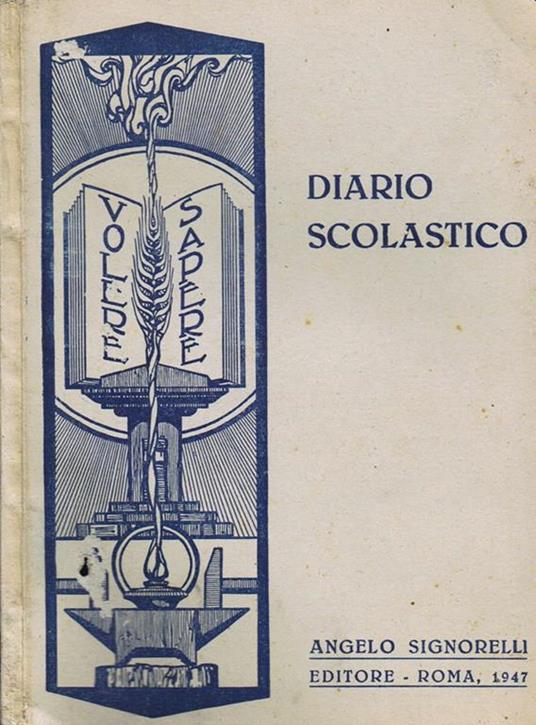 VOLERE
SAPERE
DIARIO
SCOLASTICO
ANGELO SIGNORELLI
EDITORE - ROMA, 1947